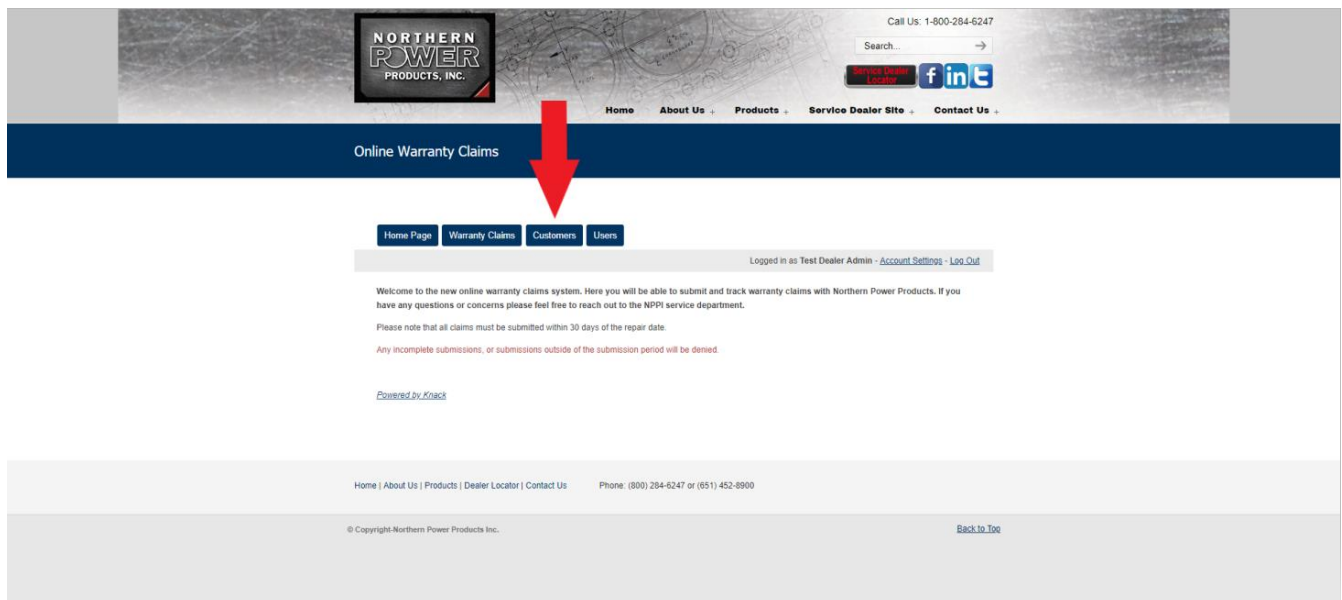 NORTHERN
POWER
PRODUCTS, INC.
Call Us: 1-800-284-6247
Search...
Service Dealer
Locator
Home About Us + Products + Service Dealer Site + Contact Us +
Online Warranty Claims
Home Page Warranty Claims Customers Users
Logged in as Test Dealer Admin - Account Settings - Log Out
Welcome to the new online warranty claims system. Here you will be able to submit and track warranty claims with Northern Power Products. If you
have any questions or concerns please feel free to reach out to the NPPI service department.
Please note that all claims must be submitted within 30 days of the repair date.
Any incomplete submissions, or submissions outside of the submission period will be denied.
Powered by Knack
Home | About Us | Products | Dealer Locator | Contact Us Phone: (800) 284-6247 or (651) 452-8900
© Copyright-Northern Power Products Inc. Back to Top